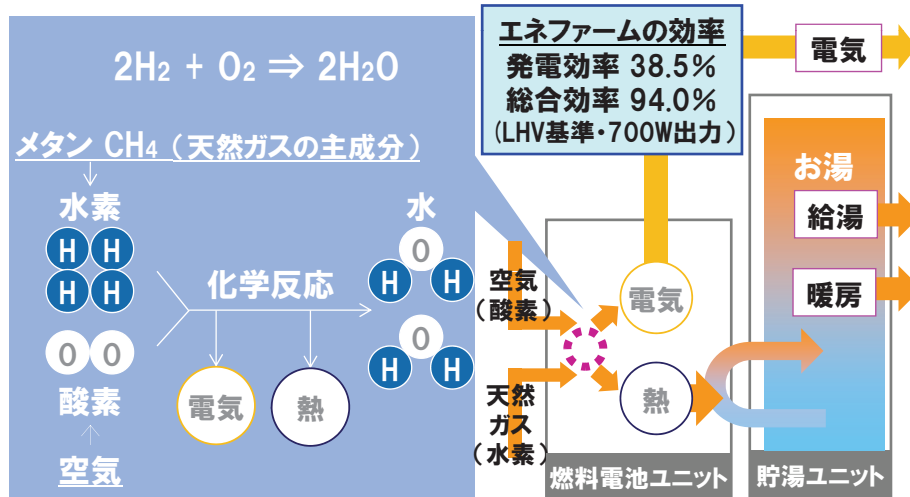 2H2 + O2 ⇒ 2H2O
メタン CH4（天然ガスの主成分）
水素
H H
H H
O O
酸素
空気
化学反応
電気
熱
水
O
H H
O
H H
エネファームの効率
発電効率 38.5%
総合効率 94.0%
(LHV基準・700W出力)
空気
(酸素)
天然
ガス
(水素)
電気
熱
燃料電池ユニット
電気
お湯
給湯
暖房
貯湯ユニット